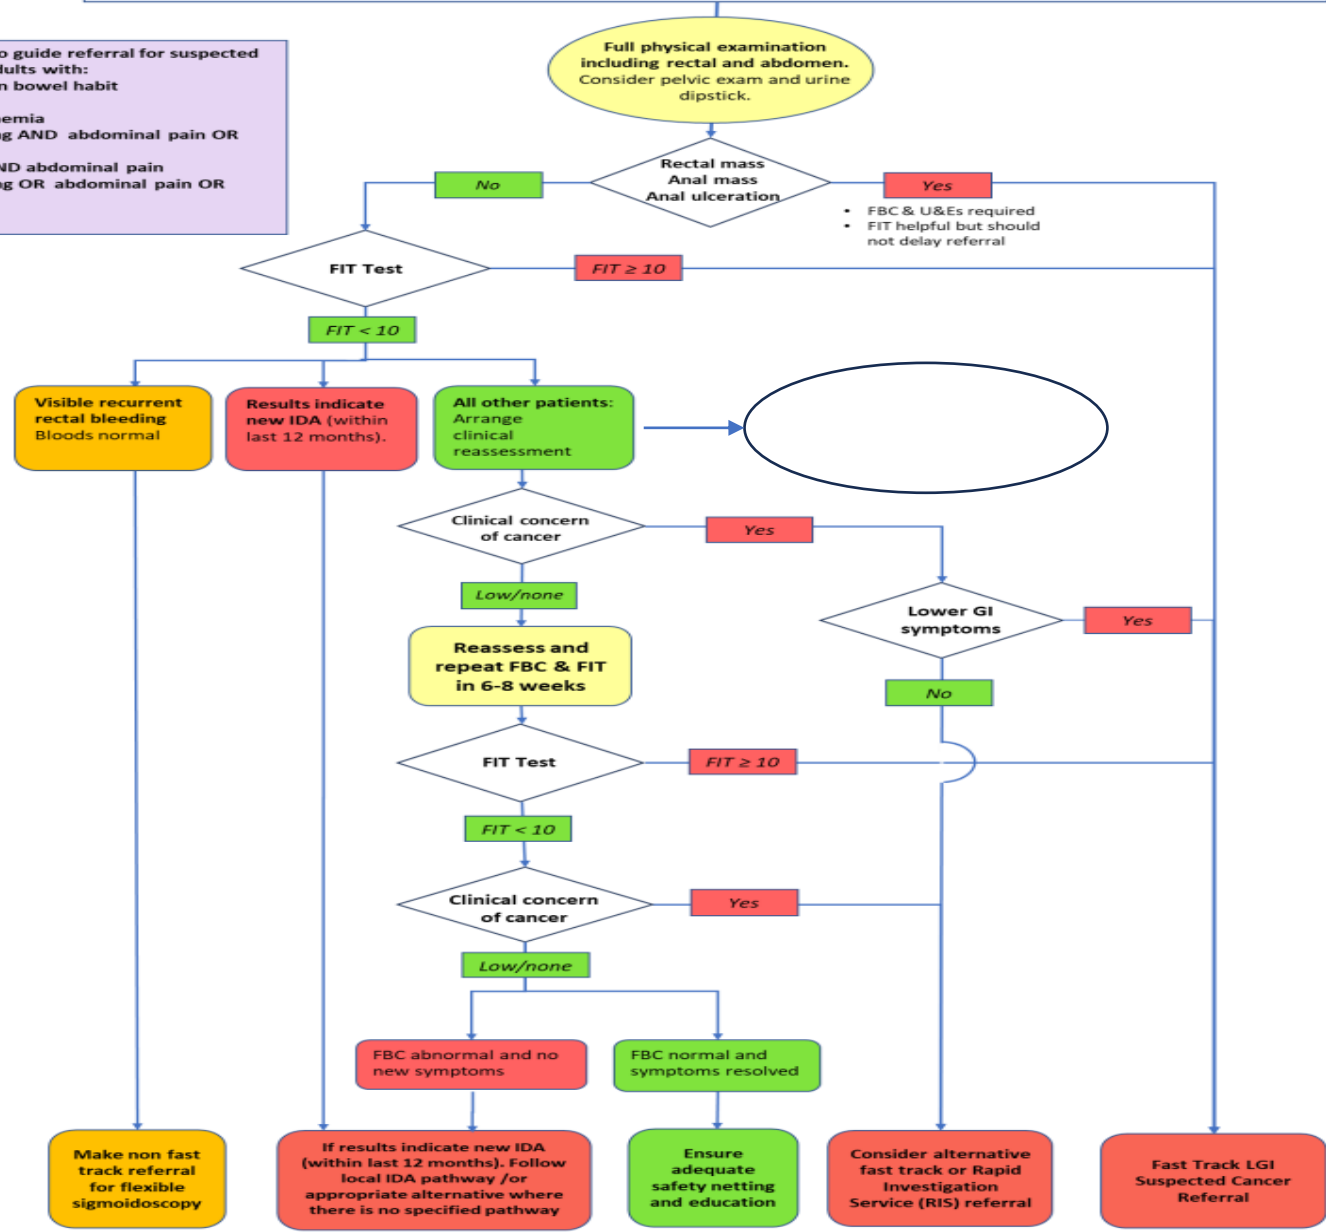 o guide referral for suspected
dults with:
n bowel habit
emia
ng AND abdominal pain OR
ND abdominal pain
ng OR abdominal pain OR
Full physical examination
including rectal and abdomen.
Consider pelvic exam and urine
dipstick.
Rectal mass
Anal mass
Anal ulceration
No
Yes
• FBC & U&Es required
• FIT helpful but should
not delay referral
FIT Test
FIT ≥ 10
FIT < 10
Visible recurrent
rectal bleeding
Bloods normal
Results indicate
new IDA (within
last 12 months).
All other patients:
Arrange
clinical
reassessment
Clinical concern
of cancer
Yes
Low/none
Lower GI
symptoms
Yes
No
Reassess and
repeat FBC & FIT
in 6-8 weeks
FIT Test
FIT ≥ 10
FIT < 10
Clinical concern
of cancer
Yes
Low/none
FBC abnormal and no
new symptoms
FBC normal and
symptoms resolved
Make non fast
track referral
for flexible
sigmoidoscopy
If results indicate new IDA
(within last 12 months). Follow
local IDA pathway /or
appropriate alternative where
there is no specified pathway
Ensure
adequate
safety netting
and education
Consider alternative
fast track or Rapid
Investigation
Service (RIS) referral
Fast Track LGI
Suspected Cancer
Referral